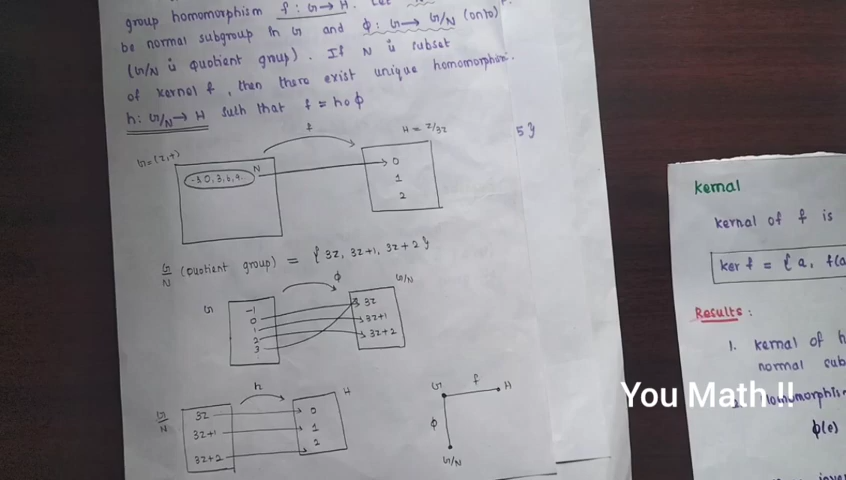 group homomorphism f : G → H. Let
be normal subgroup in G and ϕ : G → G/N (onto)
(G/N is quotient group). If N is subset
of kernel f, then there exist unique homomorphism.
h: G/N → H such that f = h o ϕ
f
H = Z/3Z
G=(Z,+)
N
-3, 0, 3, 6, 9..
0
1
2
5}
G/N (Quotient group) = {3Z, 3Z+1, 3Z+2}
ϕ
G
G/N
-1
0
1
2
3
3Z
3Z+1
3Z+2
h
G/N
H
3Z
3Z+1
3Z+2
0
1
2
G
f
H
ϕ
G/N
kernal
kernal of f is
ker f = {a, f(a
Results :
1. kernal of h
normal sub
2. Homomorphism
ϕ(e)
You Math !!